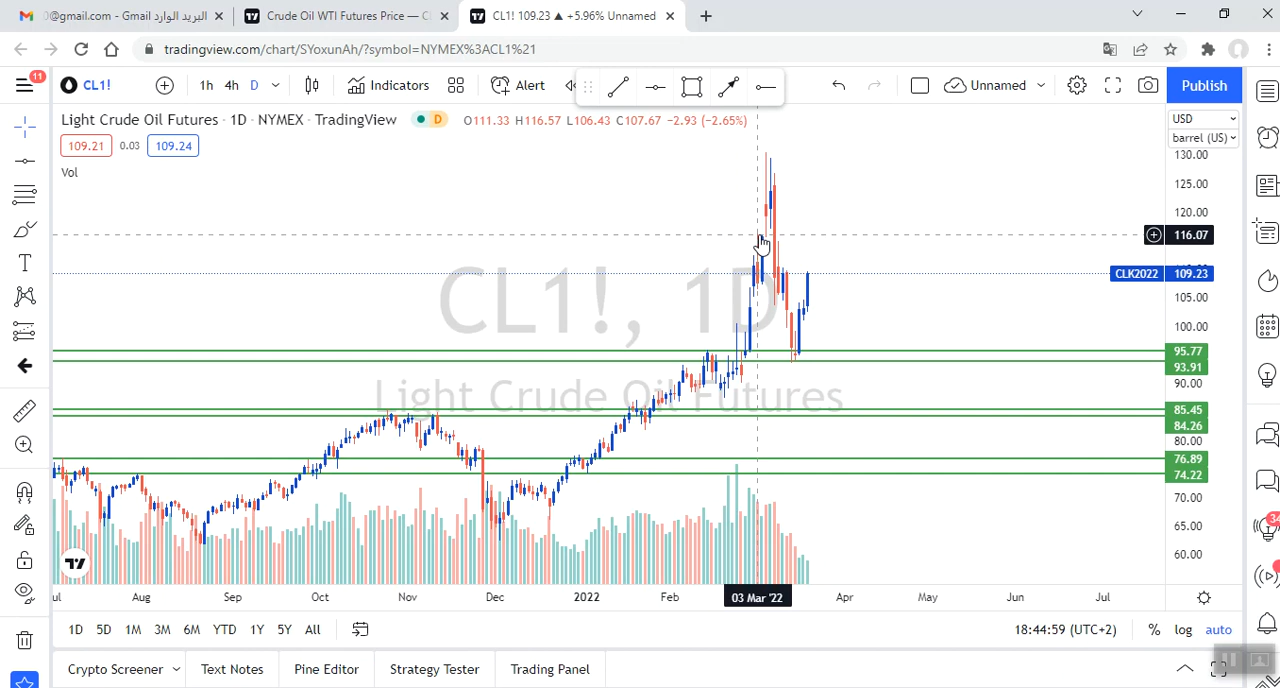 @gmail.com - البريد الوارد Gmail
Crude Oil WTI Futures Price — C
CL1! 109.23 ▲ +5.96% Unnamed
tradingview.com/chart/SYoxunAh/?symbol=NYMEX%3ACL1%21
11
CL1!
1h 4h D
Indicators
Alert
Unnamed
Publish
Light Crude Oil Futures · 1D · NYMEX · TradingView
D
O111.33 H116.57 L106.43 C107.67 -2.93 (-2.65%)
USD
barrel (US)
109.21 0.03 109.24
Vol
130.00
125.00
120.00
116.07
CLK2022 109.23
105.00
100.00
95.77
93.91
90.00
85.45
84.26
80.00
76.89
74.22
70.00
65.00
60.00
CL1!, 1D
Light Crude Oil Futures
Aug Sep Oct Nov Dec 2022 Feb 03 Mar '22 Apr May Jun Jul
1D 5D 1M 3M 6M YTD 1Y 5Y All
18:44:59 (UTC+2) % log auto
Crypto Screener Text Notes Pine Editor Strategy Tester Trading Panel